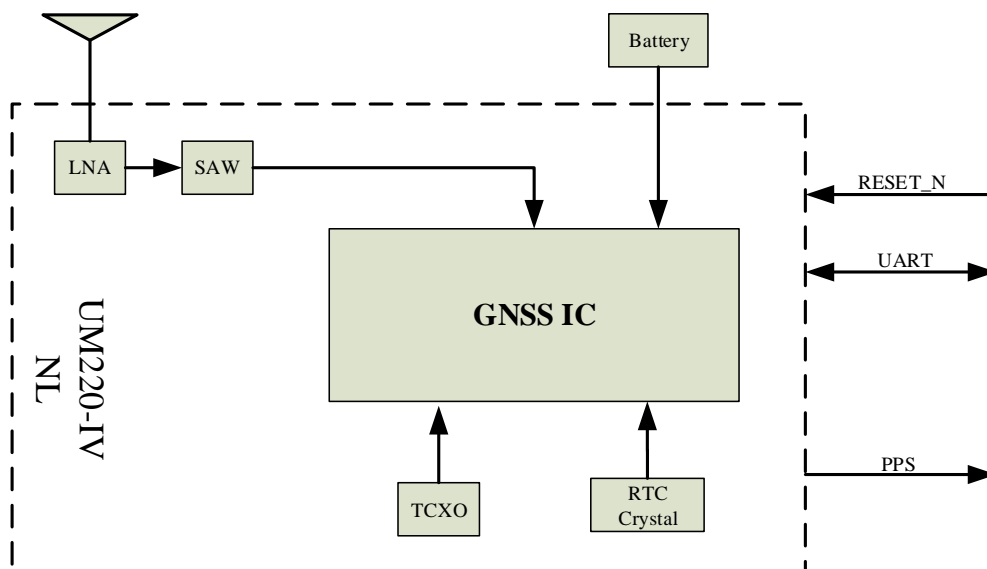 Battery
LNA
SAW
RESET_N
UART
GNSS IC
UM220-IV
NL
PPS
TCXO
RTC
Crystal